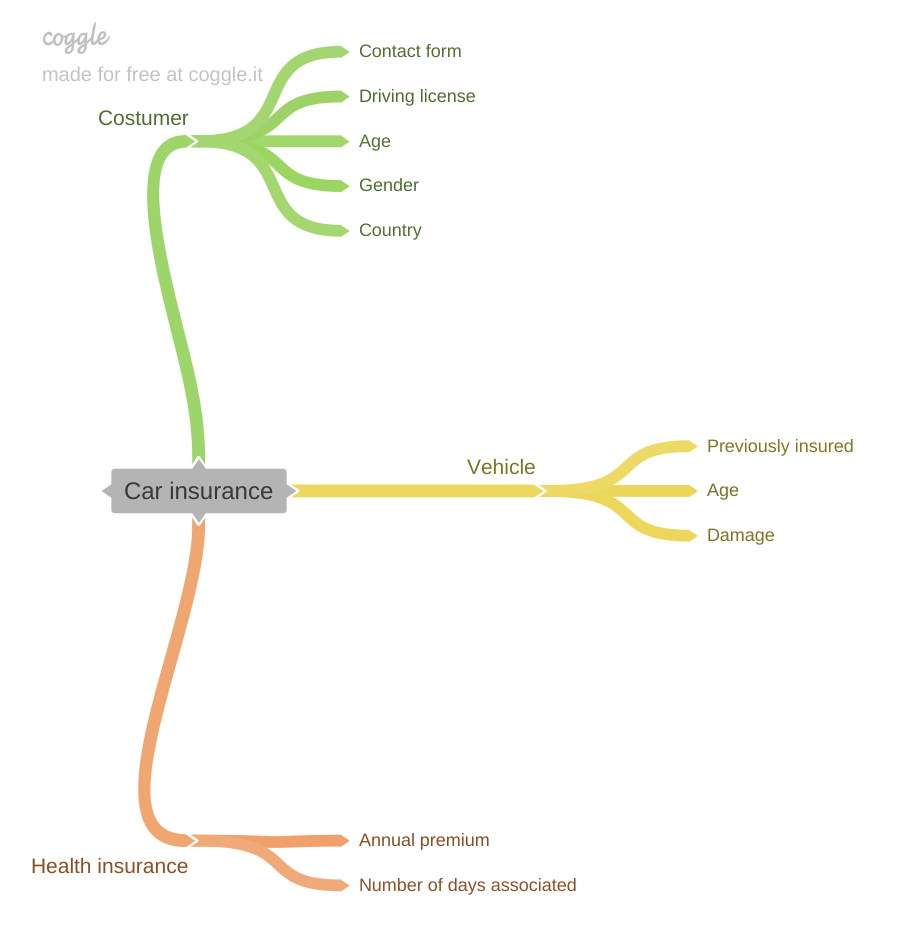 coggle
made for free at coggle.it
Costumer
Contact form
Driving license
Age
Gender
Country
Car insurance
Vehicle
Previously insured
Age
Damage
Health insurance
Annual premium
Number of days associated